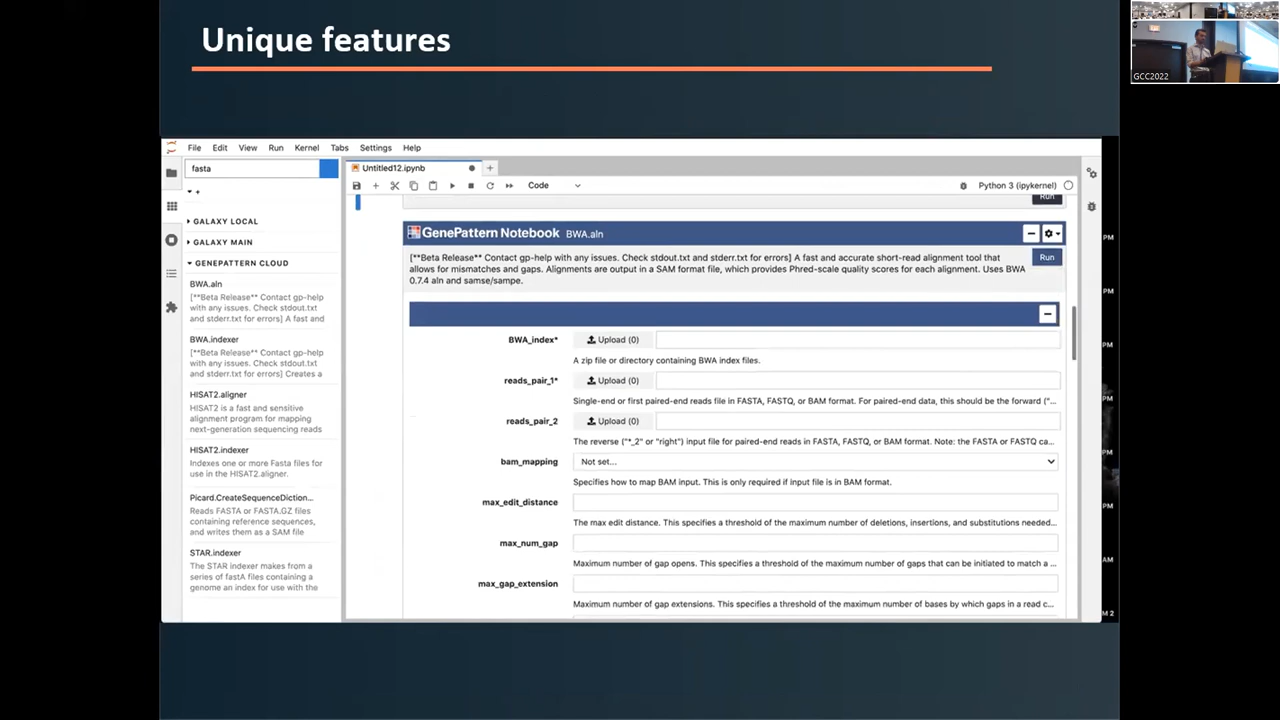 Unique features
GCC2022
File Edit View Run Kernel Tabs Settings Help
fasta
Untitled12.ipynb
+
Code
Python 3 (ipykernel)
GALAXY LOCAL
GALAXY MAIN
GENEPATTERN CLOUD
BWA.aln
[**Beta Release** Contact gp-help
with any issues. Check stdout.txt
and stderr.txt for errors] A fast and
BWA.indexer
[**Beta Release** Contact gp-help
with any issues. Check stdout.txt
and stderr.txt for errors] Creates a
HISAT2.aligner
HISAT2 is a fast and sensitive
alignment program for mapping
next-generation sequencing reads
HISAT2.indexer
Indexes one or more Fasta files for
use in the HISAT2.aligner.
Picard.CreateSequenceDiction...
Reads FASTA or FASTA.GZ files
containing reference sequences,
and writes them as a SAM file
STAR.indexer
The STAR indexer makes from a
series of fastA files containing a
genome an index for use with the
Run
GenePattern Notebook BWA.aln
[**Beta Release** Contact gp-help with any issues. Check stdout.txt and stderr.txt for errors] A fast and accurate short-read alignment tool that
allows for mismatches and gaps. Alignments are output in a SAM format file, which provides Phred-scale quality scores for each alignment. Uses BWA
0.7.4 aln and samse/sampe.
Run
BWA_index* Upload (0)
A zip file or directory containing BWA index files.
reads_pair_1* Upload (0)
Single-end or first paired-end reads file in FASTA, FASTQ, or BAM format. For paired-end data, this should be the forward ("...
reads_pair_2 Upload (0)
The reverse ("*_2" or "right") input file for paired-end reads in FASTA, FASTQ, or BAM format. Note: the FASTA or FASTQ ca...
bam_mapping Not set...
Specifies how to map BAM input. This is only required if input file is in BAM format.
max_edit_distance
The max edit distance. This specifies a threshold of the maximum number of deletions, insertions, and substitutions needed...
max_num_gap
Maximum number of gap opens. This specifies a threshold of the maximum number of gaps that can be initiated to match a ...
max_gap_extension
Maximum number of gap extensions. This specifies a threshold of the maximum number of bases by which gaps in a read c...
PM
PM
PM
PM
PM
PM
AM
M 2